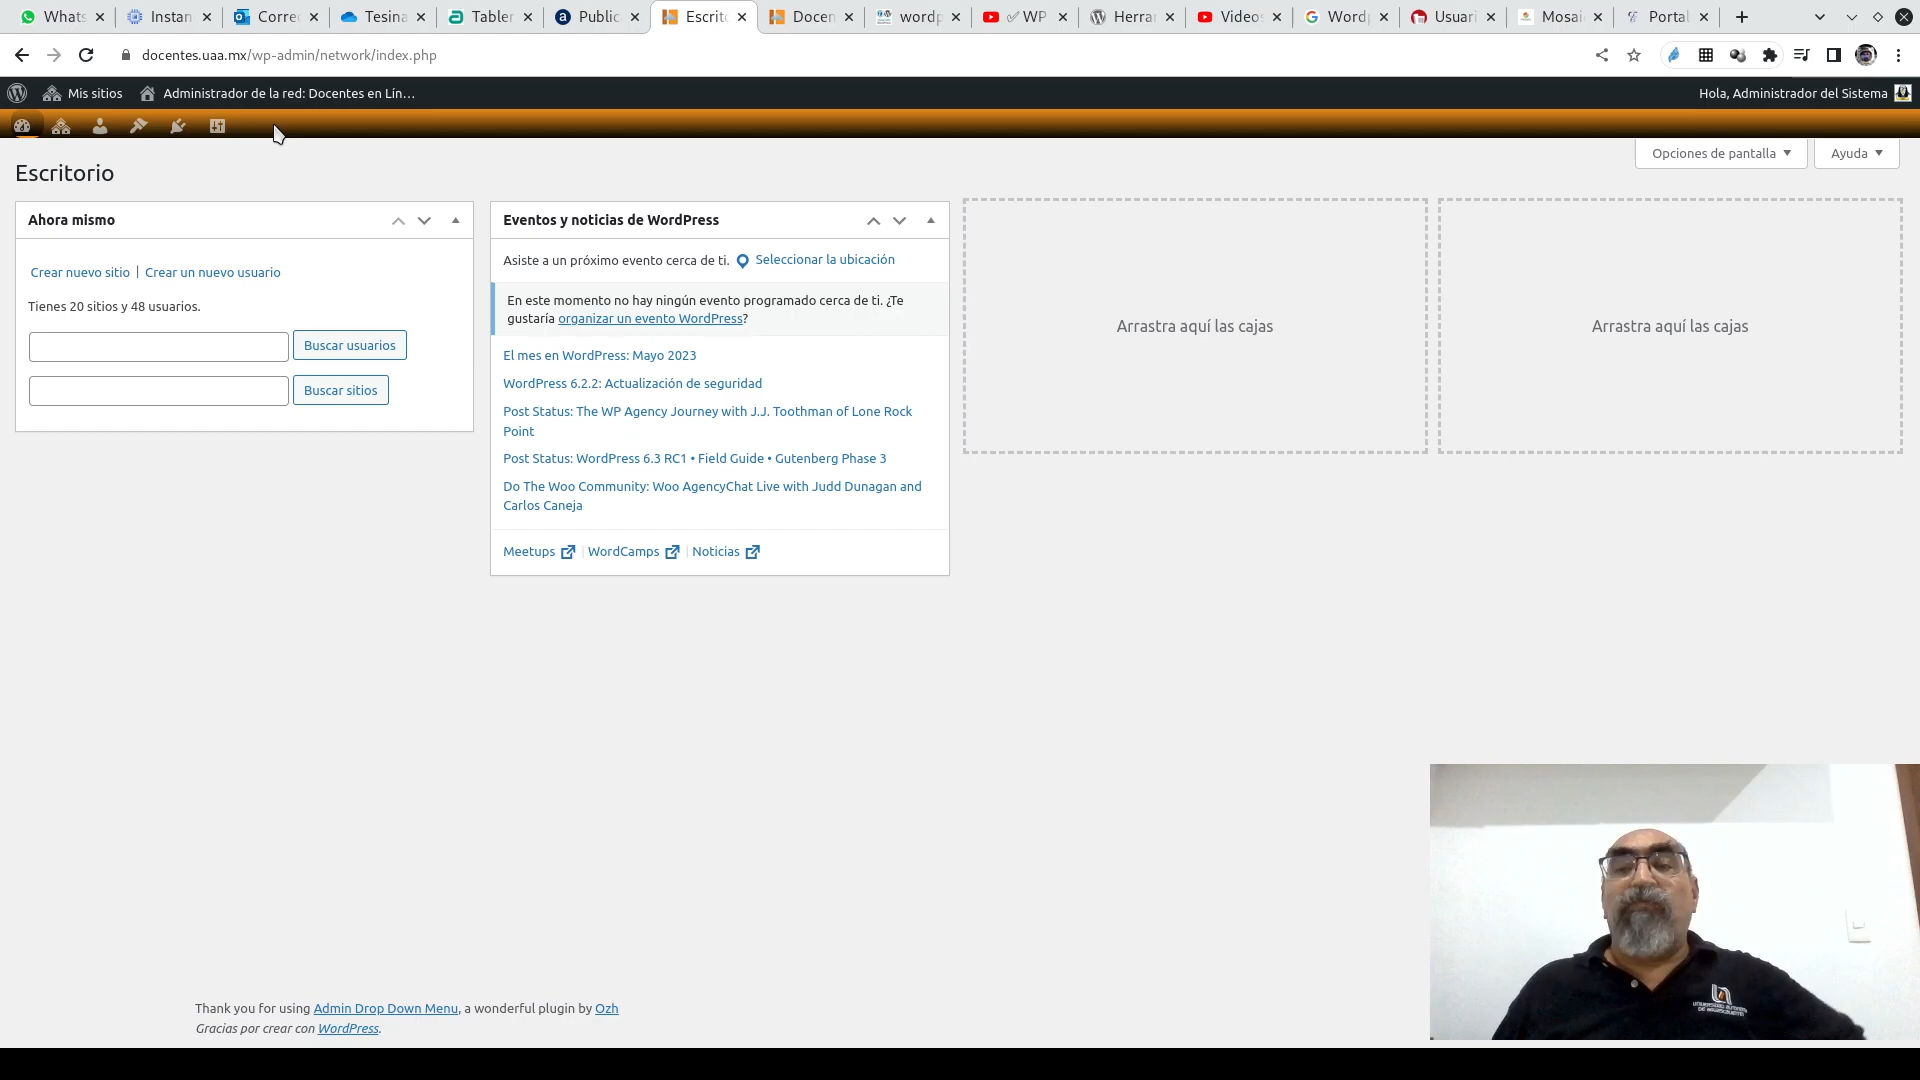 Whats
Instan
Corre
Tesina
Tabler
Public
Escrito
Docen
wordp
WP
Herrar
Videos
Wordp
Usuari
Mosai
Portal
docentes.uaa.mx/wp-admin/network/index.php
Mis sitios
Administrador de la red: Docentes en Lín…
Hola, Administrador del Sistema
Opciones de pantalla
Ayuda
Escritorio
Ahora mismo
Crear nuevo sitio | Crear un nuevo usuario
Tienes 20 sitios y 48 usuarios.
Buscar usuarios
Buscar sitios
Eventos y noticias de WordPress
Asiste a un próximo evento cerca de ti. Seleccionar la ubicación
En este momento no hay ningún evento programado cerca de ti. ¿Te
gustaría organizar un evento WordPress?
El mes en WordPress: Mayo 2023
WordPress 6.2.2: Actualización de seguridad
Post Status: The WP Agency Journey with J.J. Toothman of Lone Rock
Point
Post Status: WordPress 6.3 RC1 • Field Guide • Gutenberg Phase 3
Do The Woo Community: Woo AgencyChat Live with Judd Dunagan and
Carlos Caneja
Meetups | WordCamps | Noticias
Arrastra aquí las cajas
Arrastra aquí las cajas
Thank you for using Admin Drop Down Menu, a wonderful plugin by Ozh
Gracias por crear con WordPress.
UNIVERSIDAD AUTONOMA
DE AGUASCALIENTES